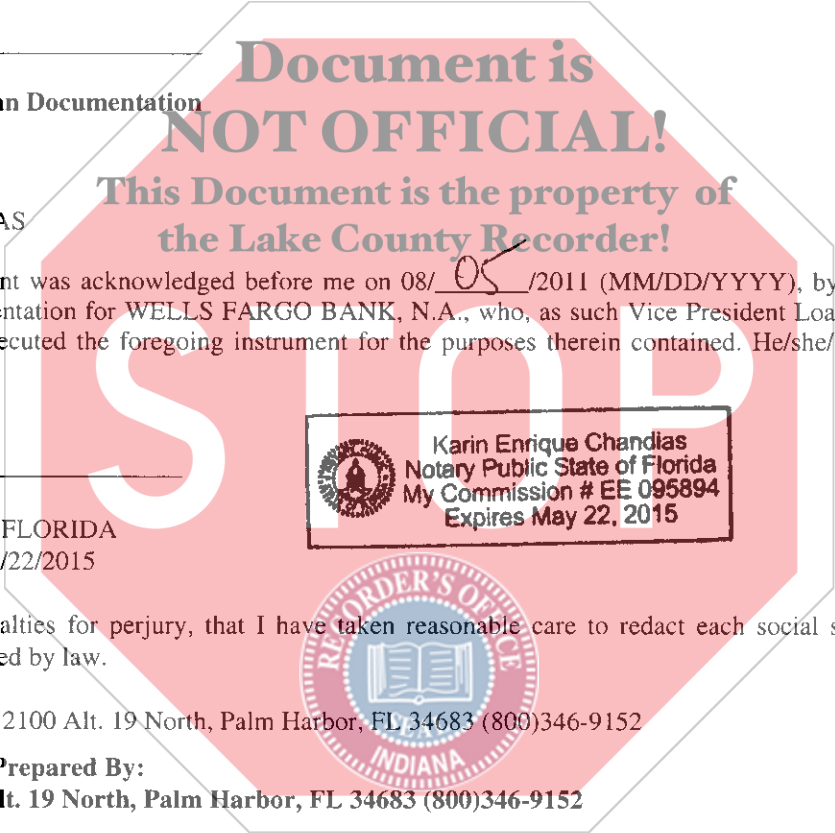 Document is
an Documentation
NOT OFFICIAL!
This Document is the property of
AS
the Lake County Recorder!
nt was acknowledged before me on 08/ 05 /2011 (MM/DD/YYYY), by
entation for WELLS FARGO BANK, N.A., who, as such Vice President Loa
ecuted the foregoing instrument for the purposes therein contained. He/she/
STOP
Karin Enrique Chandias
Notary Public State of Florida
My Commission # EE 095894
Expires May 22, 2015
FLORIDA
/22/2015
RECORDER'S OFFICE
alties for perjury, that I have taken reasonable care to redact each social s
ed by law.
2100 Alt. 19 North, Palm Harbor, FL 34683 (800)346-9152
SEAL
INDIANA
Prepared By:
lt. 19 North, Palm Harbor, FL 34683 (800)346-9152